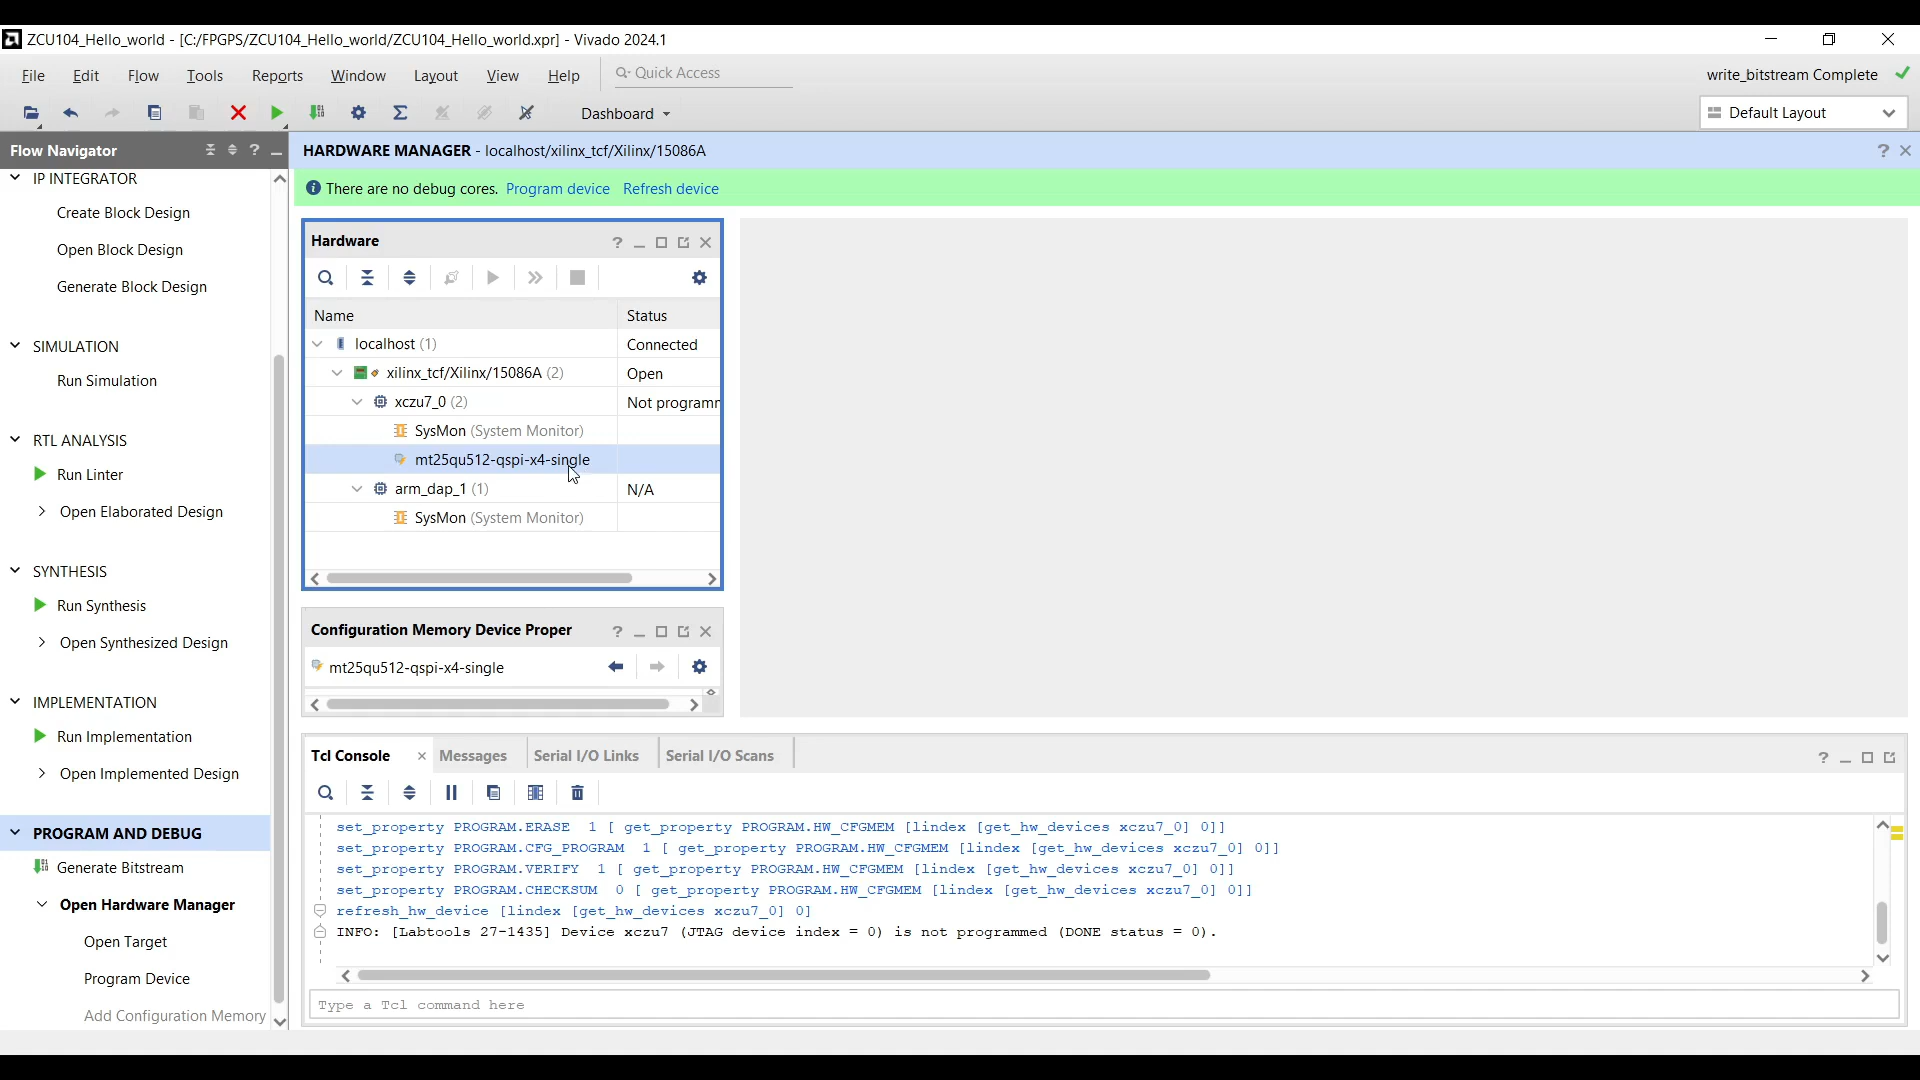 ZCU104_Hello_world - [C:/FPGPS/ZCU104_Hello_world/ZCU104_Hello_world.xpr] - Vivado 2024.1
File Edit Flow Tools Reports Window Layout View Help Quick Access
write_bitstream Complete
Dashboard
Default Layout
Flow Navigator
IP INTEGRATOR
Create Block Design
Open Block Design
Generate Block Design
SIMULATION
Run Simulation
RTL ANALYSIS
Run Linter
Open Elaborated Design
SYNTHESIS
Run Synthesis
Open Synthesized Design
IMPLEMENTATION
Run Implementation
Open Implemented Design
PROGRAM AND DEBUG
Generate Bitstream
Open Hardware Manager
Open Target
Program Device
Add Configuration Memory
HARDWARE MANAGER - localhost/xilinx_tcf/Xilinx/15086A
There are no debug cores. Program device Refresh device
Hardware
Name Status
localhost (1) Connected
xilinx_tcf/Xilinx/15086A (2) Open
xczu7_0 (2) Not programm
SysMon (System Monitor)
mt25qu512-qspi-x4-single
arm_dap_1 (1) N/A
SysMon (System Monitor)
Configuration Memory Device Proper
mt25qu512-qspi-x4-single
Tcl Console Messages Serial I/O Links Serial I/O Scans
set_property PROGRAM.ERASE 1 [ get_property PROGRAM.HW_CFGMEM [lindex [get_hw_devices xczu7_0] 0]]
set_property PROGRAM.CFG_PROGRAM 1 [ get_property PROGRAM.HW_CFGMEM [lindex [get_hw_devices xczu7_0] 0]]
set_property PROGRAM.VERIFY 1 [ get_property PROGRAM.HW_CFGMEM [lindex [get_hw_devices xczu7_0] 0]]
set_property PROGRAM.CHECKSUM 0 [ get_property PROGRAM.HW_CFGMEM [lindex [get_hw_devices xczu7_0] 0]]
refresh_hw_device [lindex [get_hw_devices xczu7_0] 0]
INFO: [Labtools 27-1435] Device xczu7 (JTAG device index = 0) is not programmed (DONE status = 0).
Type a Tcl command here